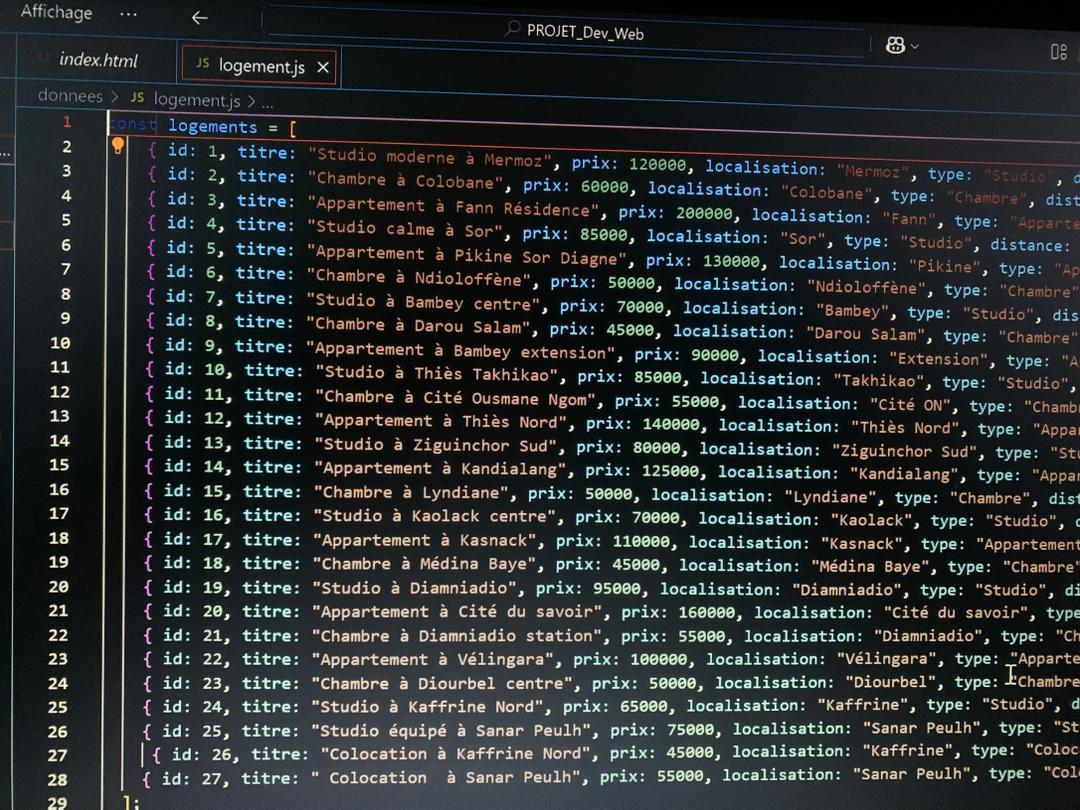 Affichage ... ← PROJET_Dev_Web
index.html JS logement.js ×
donnees > JS logement.js > ...
1 const logements = [
2 { id: 1, titre: "Studio moderne à Mermoz", prix: 120000, localisation: "Mermoz", type: "Studio", d
3 { id: 2, titre: "Chambre à Colobane", prix: 60000, localisation: "Colobane", type: "Chambre", dist
4 { id: 3, titre: "Appartement à Fann Résidence", prix: 200000, localisation: "Fann", type: "Apparte
5 { id: 4, titre: "Studio calme à Sor", prix: 85000, localisation: "Sor", type: "Studio", distance:
6 { id: 5, titre: "Appartement à Pikine Sor Diagne", prix: 130000, localisation: "Pikine", type: "Ap
7 { id: 6, titre: "Chambre à Ndioloffène", prix: 50000, localisation: "Ndioloffène", type: "Chambre"
8 { id: 7, titre: "Studio à Bambey centre", prix: 70000, localisation: "Bambey", type: "Studio", dis
9 { id: 8, titre: "Chambre à Darou Salam", prix: 45000, localisation: "Darou Salam", type: "Chambre"
10 { id: 9, titre: "Appartement à Bambey extension", prix: 90000, localisation: "Extension", type: "A
11 { id: 10, titre: "Studio à Thiès Takhikao", prix: 85000, localisation: "Takhikao", type: "Studio",
12 { id: 11, titre: "Chambre à Cité Ousmane Ngom", prix: 55000, localisation: "Cité ON", type: "Chamb
13 { id: 12, titre: "Appartement à Thiès Nord", prix: 140000, localisation: "Thiès Nord", type: "Appar
14 { id: 13, titre: "Studio à Ziguinchor Sud", prix: 80000, localisation: "Ziguinchor Sud", type: "Stu
15 { id: 14, titre: "Appartement à Kandialang", prix: 125000, localisation: "Kandialang", type: "Appar
16 { id: 15, titre: "Chambre à Lyndiane", prix: 50000, localisation: "Lyndiane", type: "Chambre", dist
17 { id: 16, titre: "Studio à Kaolack centre", prix: 70000, localisation: "Kaolack", type: "Studio", d
18 { id: 17, titre: "Appartement à Kasnack", prix: 110000, localisation: "Kasnack", type: "Appartement
19 { id: 18, titre: "Chambre à Médina Baye", prix: 45000, localisation: "Médina Baye", type: "Chambre"
20 { id: 19, titre: "Studio à Diamniadio", prix: 95000, localisation: "Diamniadio", type: "Studio", di
21 { id: 20, titre: "Appartement à Cité du savoir", prix: 160000, localisation: "Cité du savoir", type
22 { id: 21, titre: "Chambre à Diamniadio station", prix: 55000, localisation: "Diamniadio", type: "Ch
23 { id: 22, titre: "Appartement à Vélingara", prix: 100000, localisation: "Vélingara", type: "Apparte
24 { id: 23, titre: "Chambre à Diourbel centre", prix: 50000, localisation: "Diourbel", type: "Chambre
25 { id: 24, titre: "Studio à Kaffrine Nord", prix: 65000, localisation: "Kaffrine", type: "Studio", d
26 { id: 25, titre: "Studio équipé à Sanar Peulh", prix: 75000, localisation: "Sanar Peulh", type: "St
27 { id: 26, titre: "Colocation à Kaffrine Nord", prix: 45000, localisation: "Kaffrine", type: "Coloc
28 { id: 27, titre: " Colocation  à Sanar Peulh", prix: 55000, localisation: "Sanar Peulh", type: "Col
29 ];